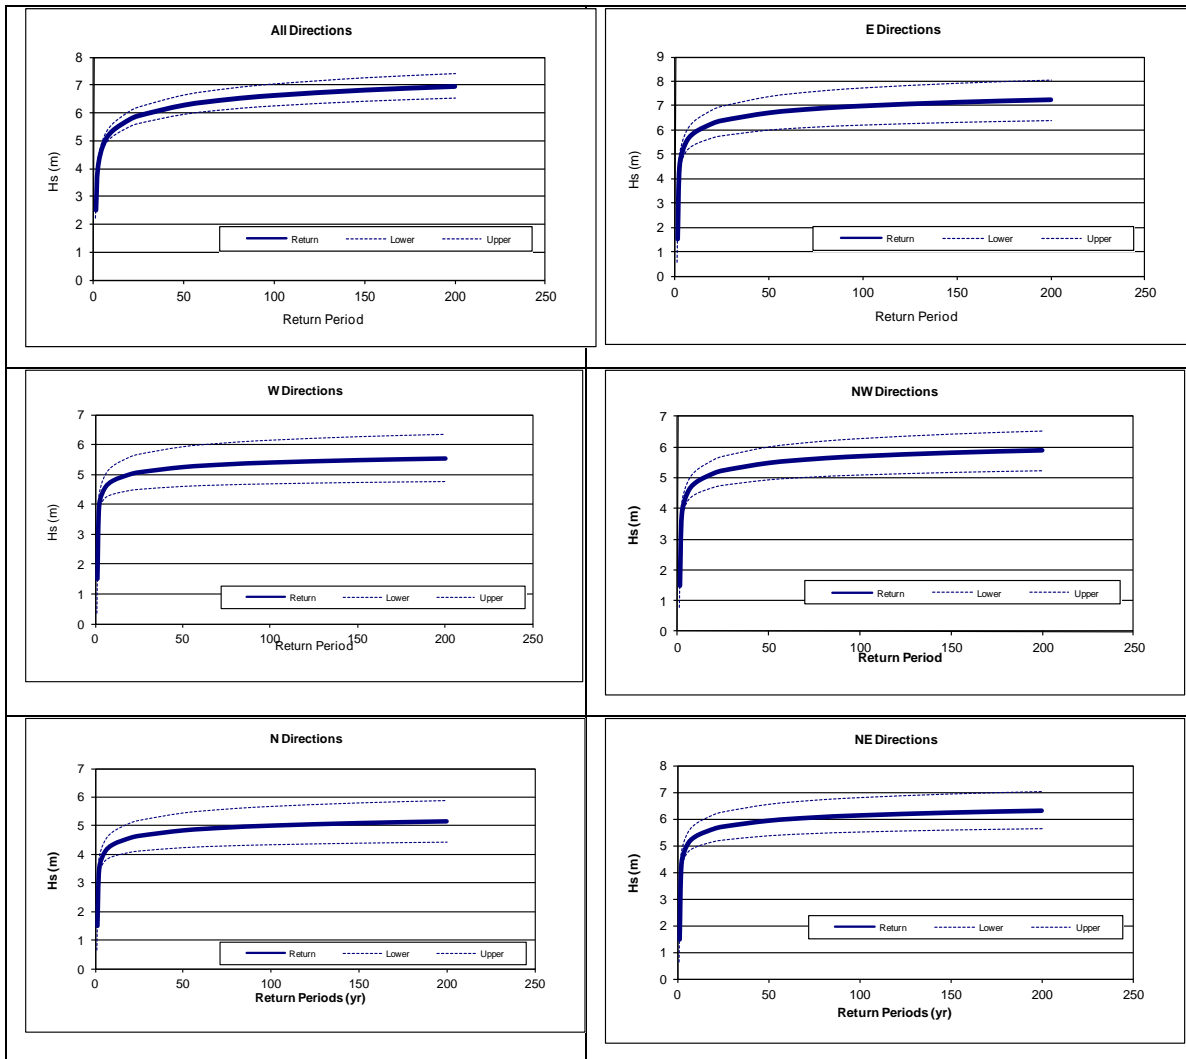 All Directions
8
7
6
5
4
3
2
1
0
Hs (m)
Return Lower Upper
0 50 100 150 200 250
Return Period
E Directions
9
8
7
6
5
4
3
2
1
0
Hs (m)
Return Lower Upper
0 50 100 150 200 250
Return Period
W Directions
7
6
5
4
3
2
1
0
Hs (m)
Return Lower Upper
0 50 100 150 200 250
Return Period
NW Directions
7
6
5
4
3
2
1
0
Hs (m)
Return Lower Upper
0 50 100 150 200 250
Return Period
N Directions
7
6
5
4
3
2
1
0
Hs (m)
Return Lower Upper
0 50 100 150 200 250
Return Periods (yr)
NE Directions
8
7
6
5
4
3
2
1
0
Hs (m)
Return Lower Upper
0 50 100 150 200 250
Return Periods (yr)